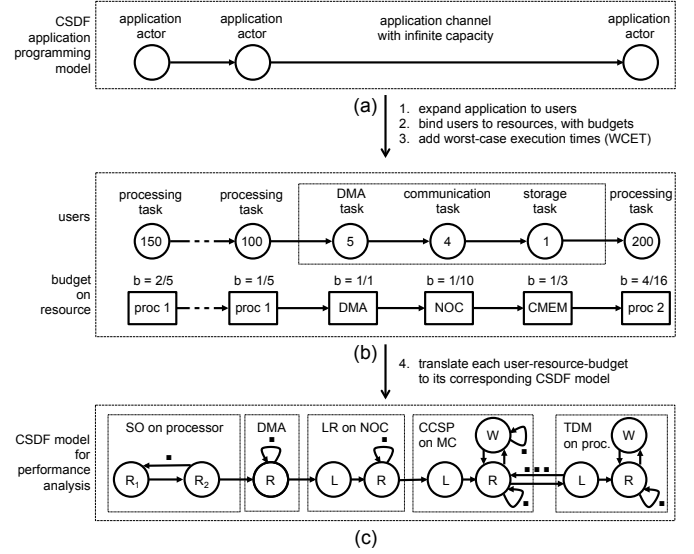 CSDF
application
programming
model
application
actor
application
actor
application channel
with infinite capacity
application
actor
(a)
1. expand application to users
2. bind users to resources, with budgets
3. add worst-case execution times (WCET)
users
processing
task
processing
task
DMA
task
communication
task
storage
task
processing
task
150
100
5
4
1
200
budget
on
resource
b = 2/5
b = 1/5
b = 1/1
b = 1/10
b = 1/3
b = 4/16
proc 1
proc 1
DMA
NOC
CMEM
proc 2
(b)
4. translate each user-resource-budget
to its corresponding CSDF model
CSDF model
for
performance
analysis
SO on processor
DMA
LR on NOC
CCSP
on MC
TDM
on proc.
W
W
R1
R2
R
L
R
L
R
L
R
(c)